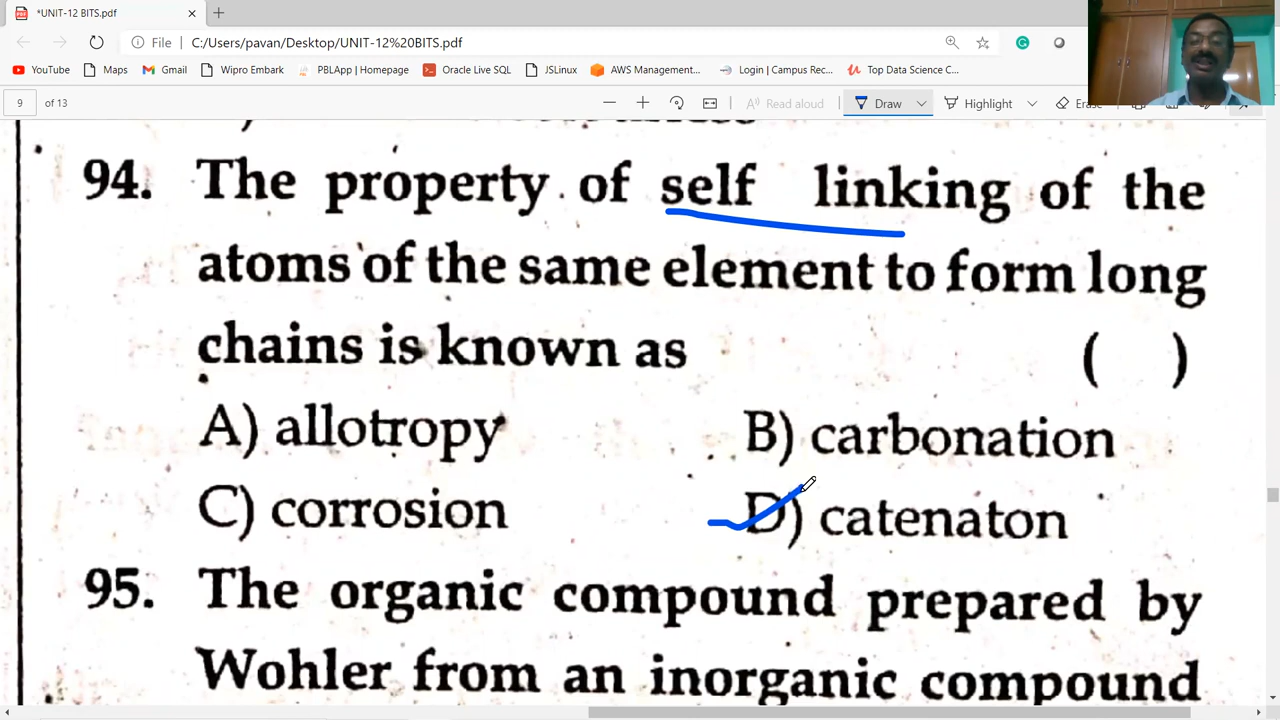 *UNIT-12 BITS.pdf
File C:/Users/pavan/Desktop/UNIT-12%20BITS.pdf
YouTube Maps Gmail Wipro Embark PBLApp | Homepage Oracle Live SQL JSLinux AWS Management... Login | Campus Rec... Top Data Science C...
9 of 13 Read aloud Draw Highlight Erase
94. The property of self linking of the
atoms of the same element to form long
chains is known as ( )
A) allotropy B) carbonation
C) corrosion D) catenaton
95. The organic compound prepared by
Wohler from an inorganic compound